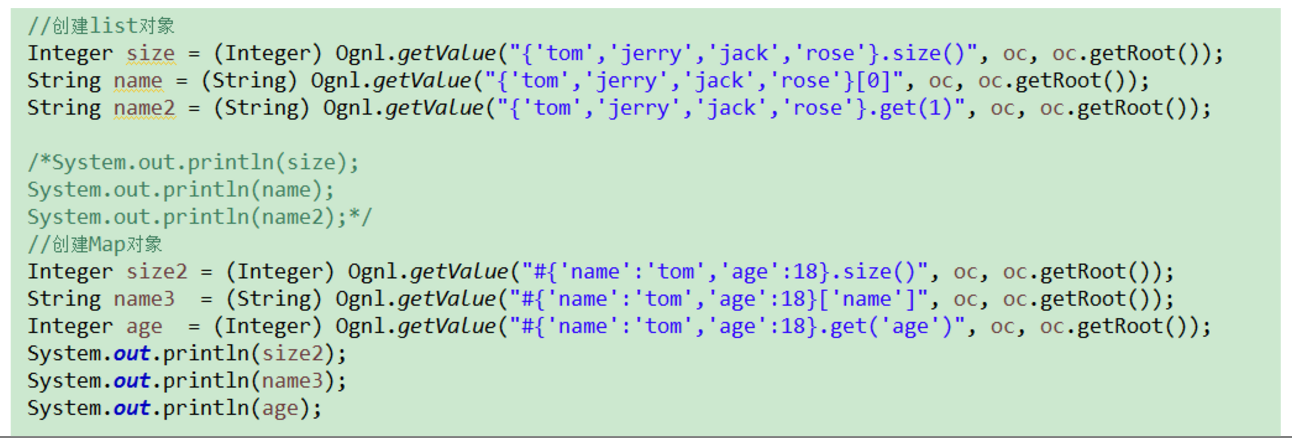 //创建list对象
Integer size = (Integer) Ognl.getValue("{'tom','jerry','jack','rose'}.size()", oc, oc.getRoot());
String name = (String) Ognl.getValue("{'tom','jerry','jack','rose'}[0]", oc, oc.getRoot());
String name2 = (String) Ognl.getValue("{'tom','jerry','jack','rose'}.get(1)", oc, oc.getRoot());
/*System.out.println(size);
System.out.println(name);
System.out.println(name2);*/
//创建Map对象
Integer size2 = (Integer) Ognl.getValue("#{'name':'tom','age':18}.size()", oc, oc.getRoot());
String name3  = (String) Ognl.getValue("#{'name':'tom','age':18}['name']", oc, oc.getRoot());
Integer age  = (Integer) Ognl.getValue("#{'name':'tom','age':18}.get('age')", oc, oc.getRoot());
System.out.println(size2);
System.out.println(name3);
System.out.println(age);